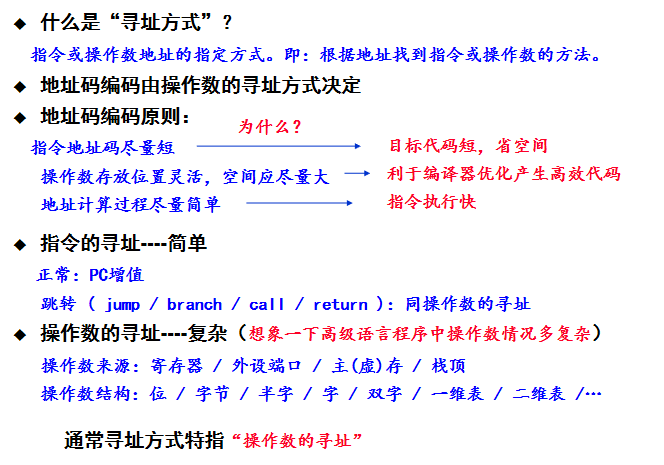 ◆ 什么是“寻址方式”？
指令或操作数地址的指定方式。即：根据地址找到指令或操作数的方法。
◆ 地址码编码由操作数的寻址方式决定
◆ 地址码编码原则：
为什么？
指令地址码尽量短 目标代码短，省空间
操作数存放位置灵活，空间应尽量大 利于编译器优化产生高效代码
地址计算过程尽量简单 指令执行快
◆ 指令的寻址----简单
正常：PC增值
跳转 ( jump / branch / call / return )：同操作数的寻址
◆ 操作数的寻址----复杂（想象一下高级语言程序中操作数情况多复杂）
操作数来源：寄存器 / 外设端口 / 主(虚)存 / 栈顶
操作数结构：位 / 字节 / 半字 / 字 / 双字 / 一维表 / 二维表 /…
通常寻址方式特指“操作数的寻址”